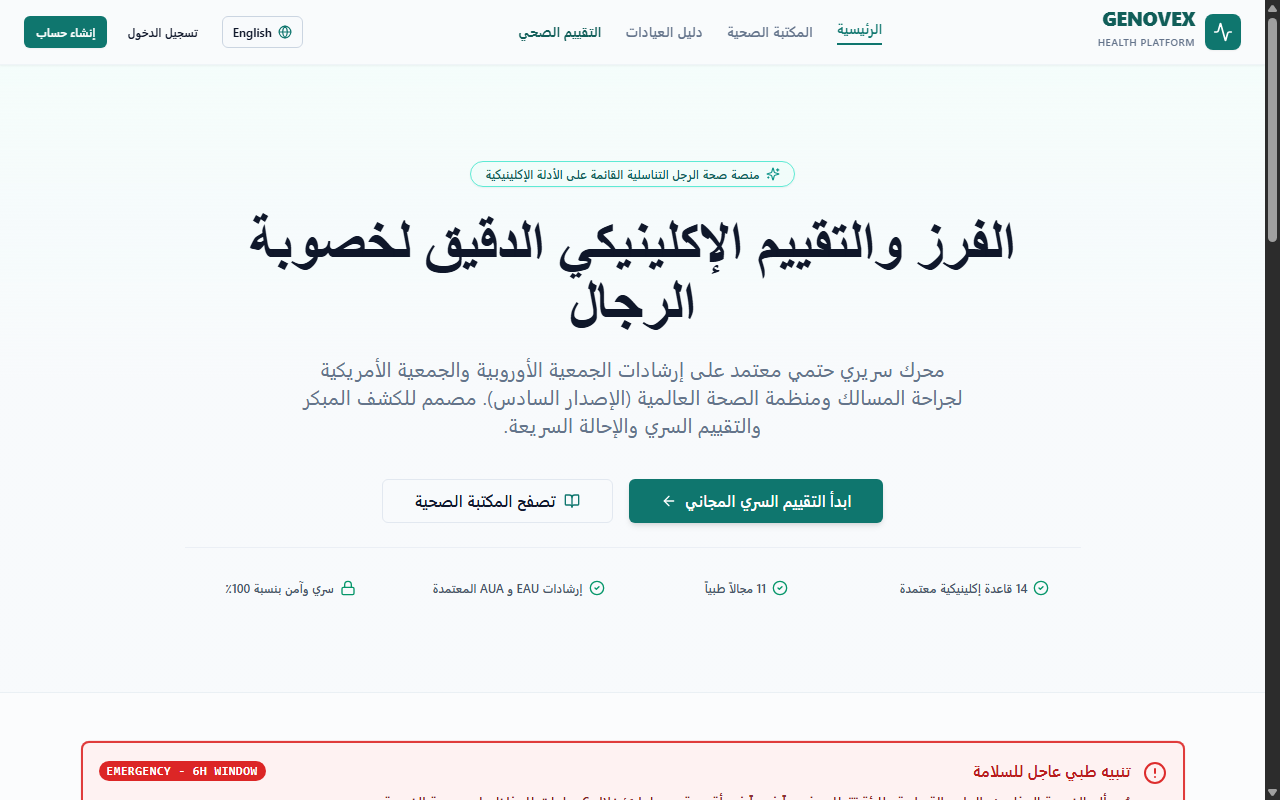 GENOVEX
HEALTH PLATFORM
الرئيسية
المكتبة الصحية
دليل العيادات
التقييم الصحي
English
تسجيل الدخول
إنشاء حساب
منصة صحة الرجل التناسلية القائمة على الأدلة الإكلينيكية
الفرز والتقييم الإكلينيكي الدقيق لخصوبة
الرجال
محرك سريري حتمي معتمد على إرشادات الجمعية الأوروبية والجمعية الأمريكية
لجراحة المسالك ومنظمة الصحة العالمية (الإصدار السادس). مصمم للكشف المبكر
والتقييم السري والإحالة السريعة.
ابدأ التقييم السري المجاني ←
تصفح المكتبة الصحية
14 قاعدة إكلينيكية معتمدة
11 مجالاً طبياً
إرشادات EAU و AUA المعتمدة
سري وآمن بنسبة 100٪
تنبيه طبي عاجل للسلامة
EMERGENCY - 6H WINDOW